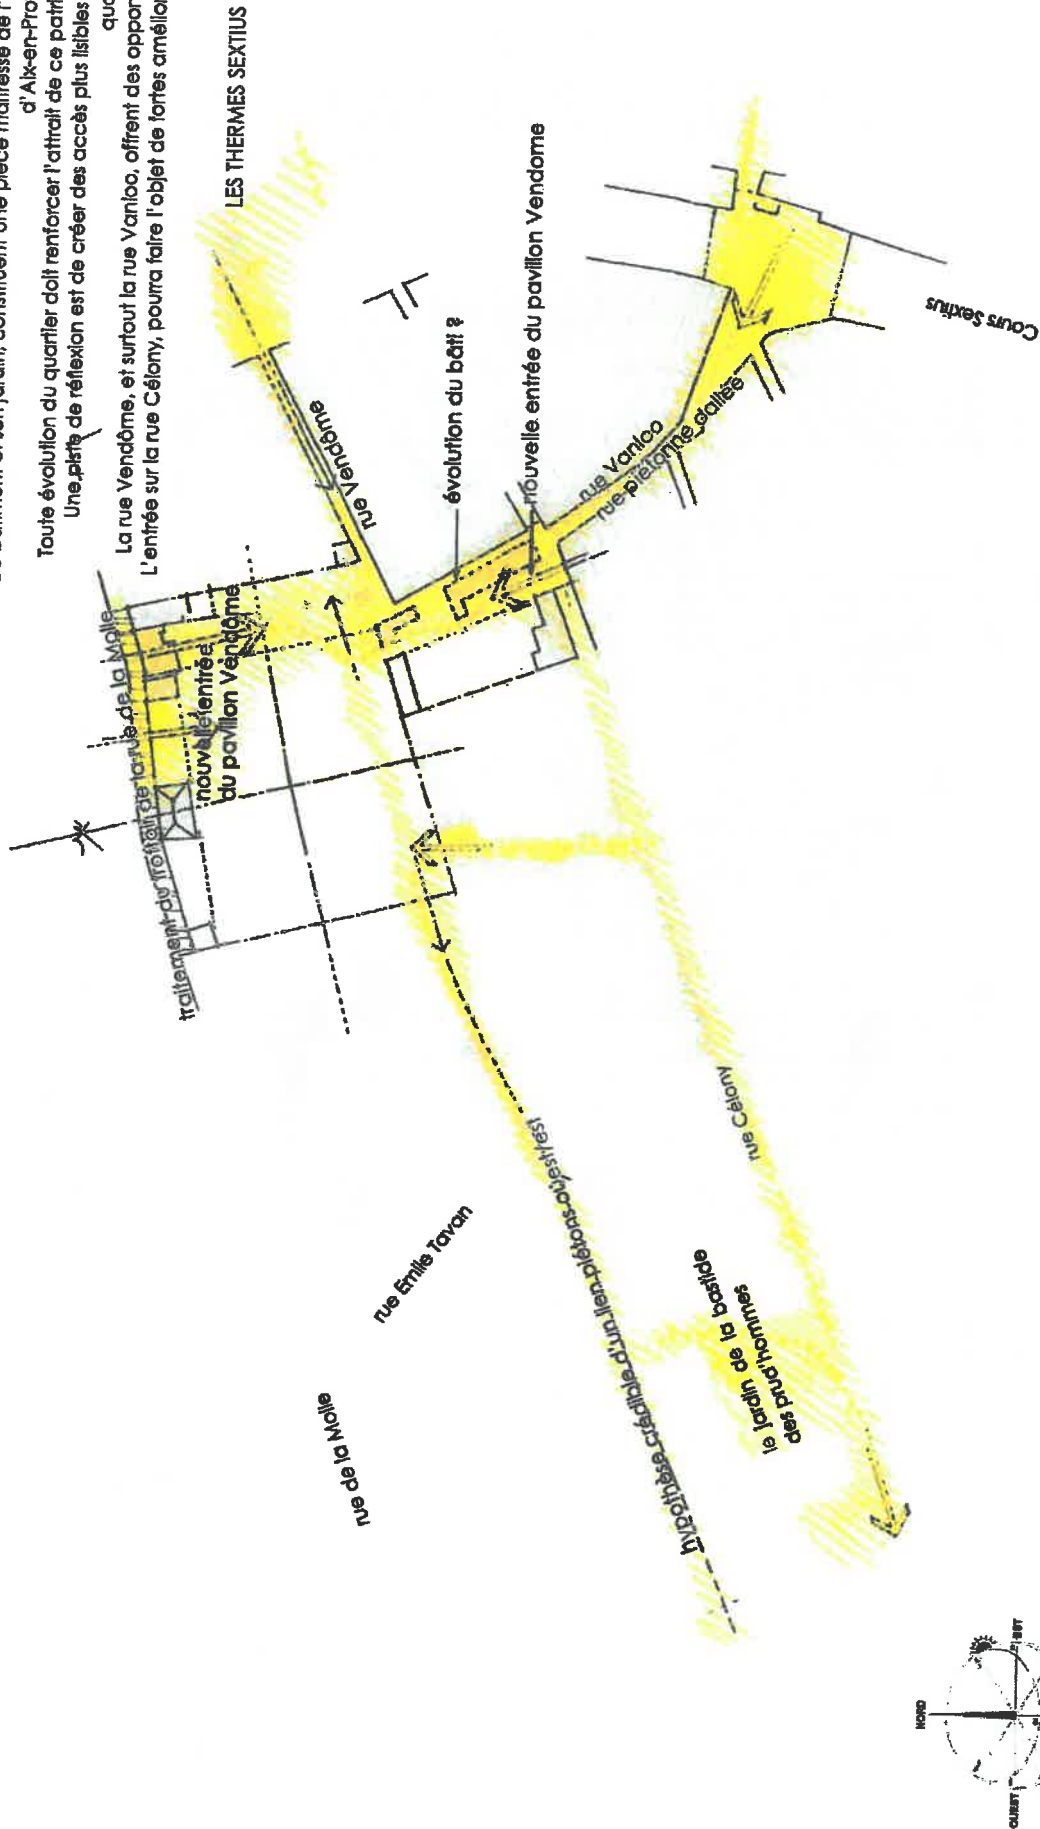 d'Aix-en-Pro
Toute évolution du quartier doit renforcer l'attrait de ce patri
Une piste de réflexion est de créer des accès plus lisibles
La rue Vendôme, et surtout la rue Vanloo, offrent des oppor
L'entrée sur la rue Célony, pourra faire l'objet de fortes amélior
LES THERMES SEXTIUS
traitement du trottoir de la rue de la Molle
nouvelle entrée
du pavillon Vendôme
rue Vendôme
évolution du bâti ?
nouvelle entrée du pavillon Vendome
rue Vanloo
rue piétonne dallée
Cours Sextius
rue de la Molle
rue Emile Tavan
hypothèse crédible d'un lien piétons ouest/est
rue Célony
le jardin de la bastide
des prud'hommes
NORD
OUEST
EST